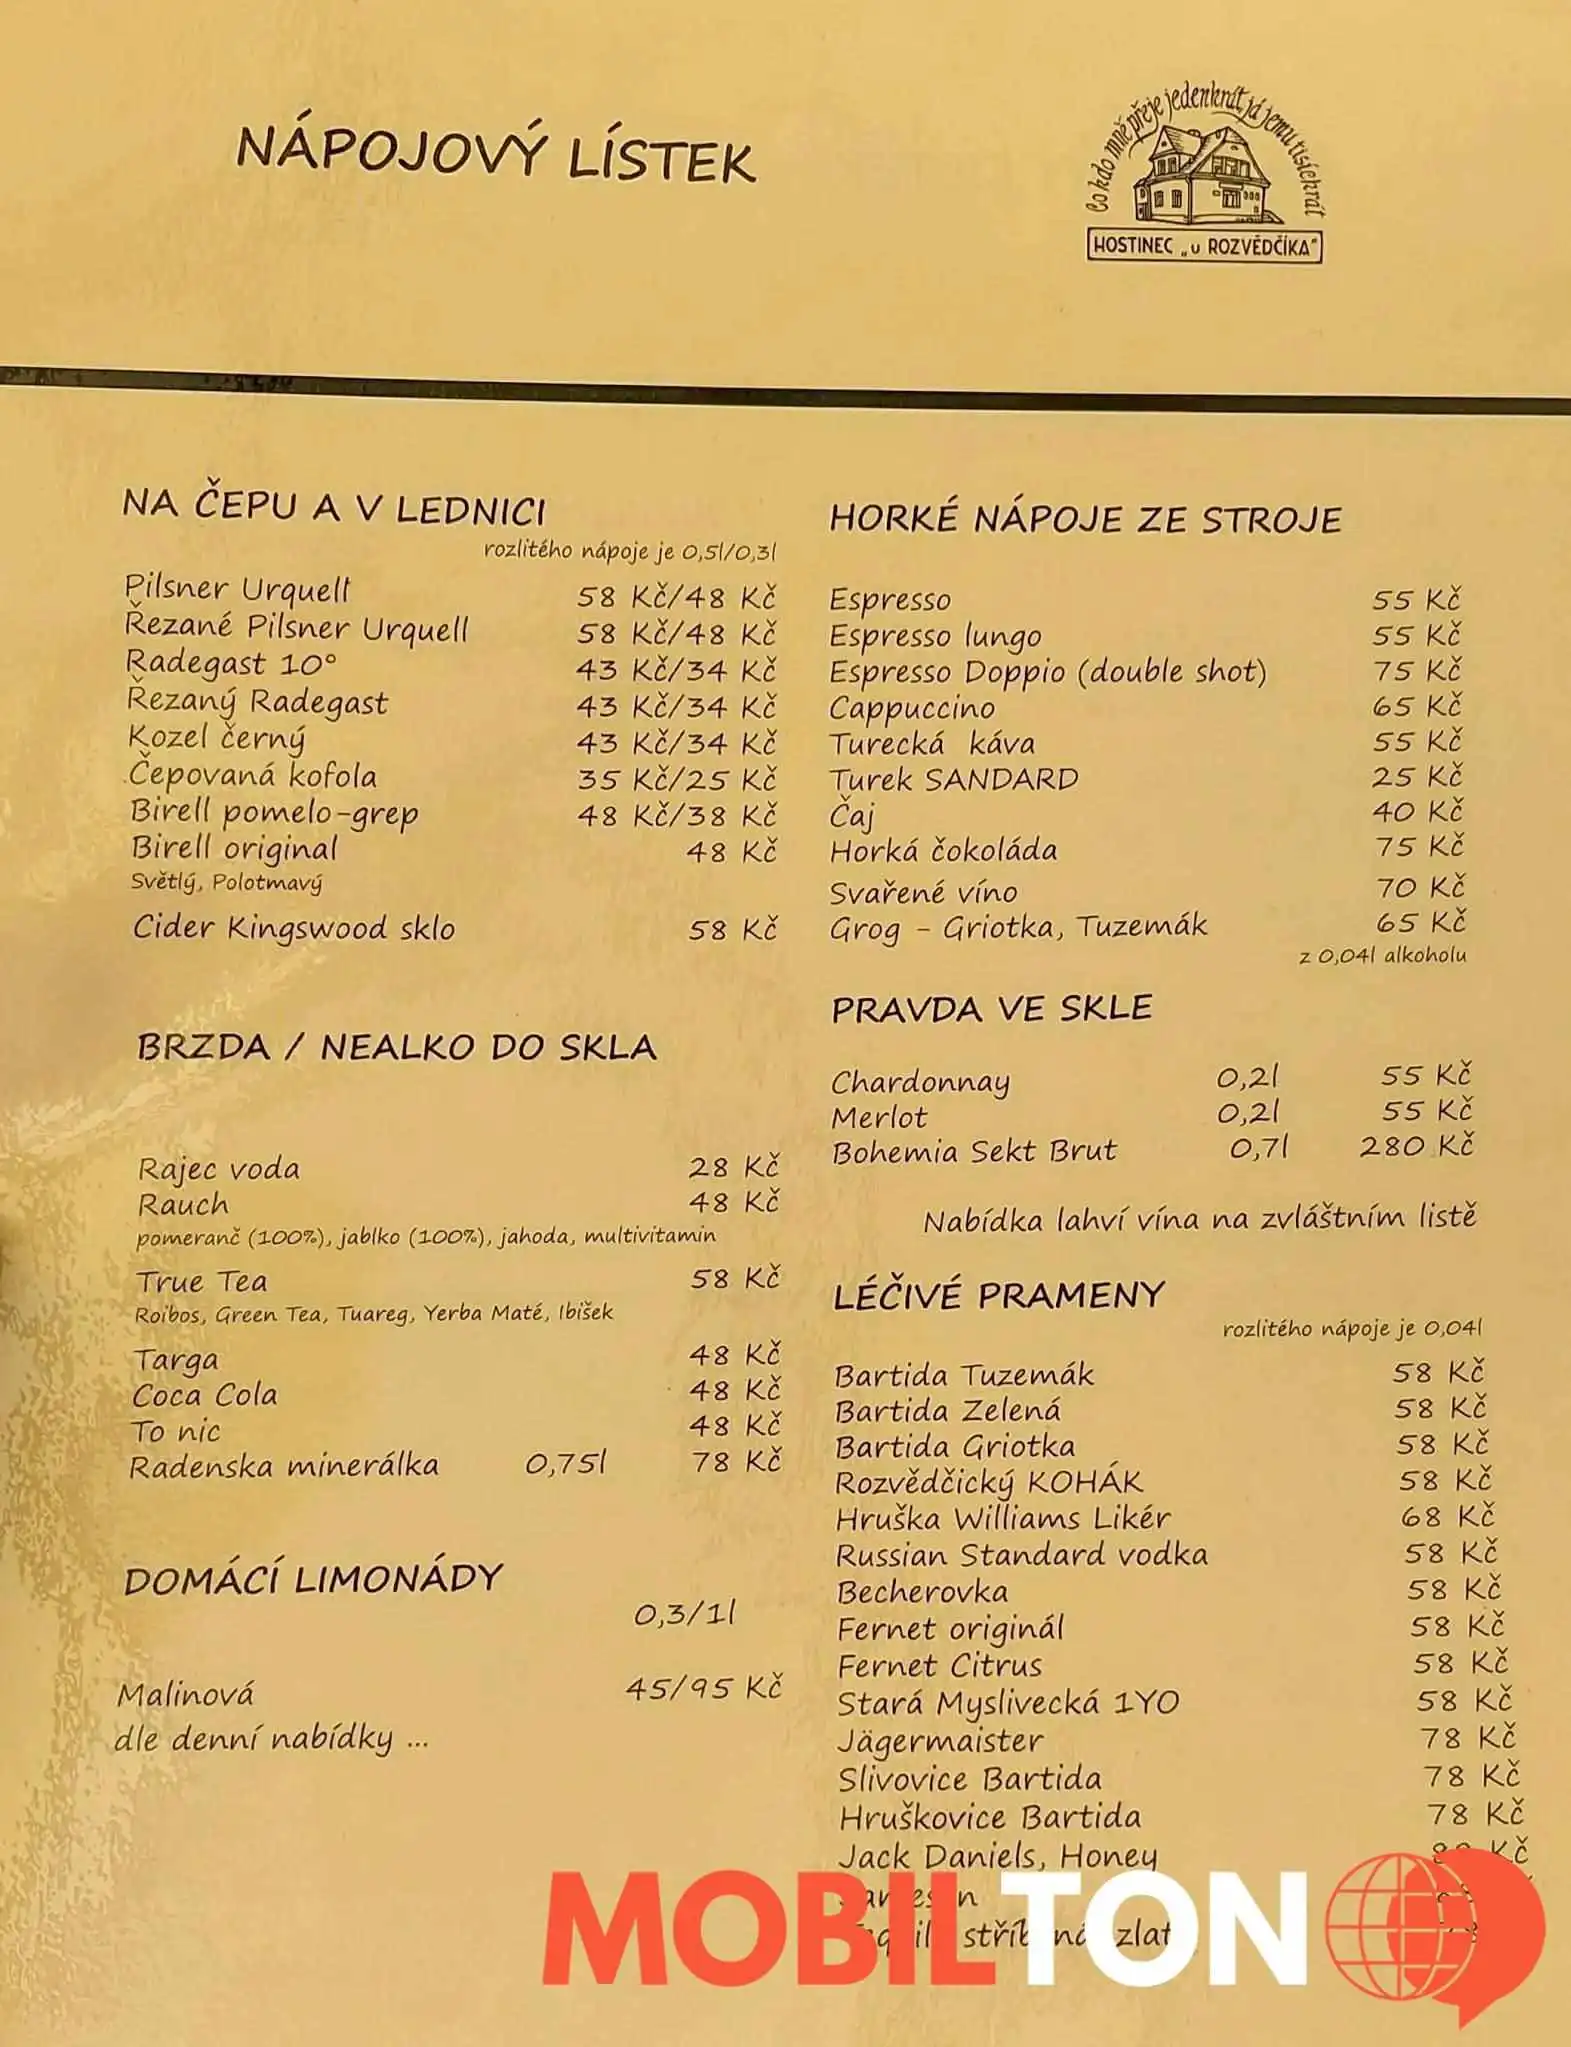 NÁPOJOVÝ LÍSTEK
Co kdo mně přeje jedenkrát, já jemu tisíckrát
HOSTINEC „u ROZVĚDČÍKA"
NA ČEPU A V LEDNICI
rozlitého nápoje je 0,5l/0,3l
Pilsner Urquell 58 Kč/48 Kč
Řezané Pilsner Urquell 58 Kč/48 Kč
Radegast 10° 43 Kč/34 Kč
Řezaný Radegast 43 Kč/34 Kč
Kozel černý 43 Kč/34 Kč
Čepovaná kofola 35 Kč/25 Kč
Birell pomelo-grep 48 Kč/38 Kč
Birell original 48 Kč
Světlý, Polotmavý
Cider Kingswood sklo 58 Kč
BRZDA / NEALKO DO SKLA
Rajec voda 28 Kč
Rauch 48 Kč
pomeranč (100%), jablko (100%), jahoda, multivitamin
True Tea 58 Kč
Roibos, Green Tea, Tuareg, Yerba Maté, Ibišek
Targa 48 Kč
Coca Cola 48 Kč
To nic 48 Kč
Radenska minerálka 0,75l 78 Kč
DOMÁCÍ LIMONÁDY
0,3/1l
Malinová 45/95 Kč
dle denní nabídky ...
HORKÉ NÁPOJE ZE STROJE
Espresso 55 Kč
Espresso lungo 55 Kč
Espresso Doppio (double shot) 75 Kč
Cappuccino 65 Kč
Turecká káva 55 Kč
Turek SANDARD 25 Kč
Čaj 40 Kč
Horká čokoláda 75 Kč
Svařené víno 70 Kč
Grog - Griotka, Tuzemák 65 Kč
z 0,04l alkoholu
PRAVDA VE SKLE
Chardonnay 0,2l 55 Kč
Merlot 0,2l 55 Kč
Bohemia Sekt Brut 0,7l 280 Kč
Nabídka lahví vína na zvláštním listě
LÉČIVÉ PRAMENY
rozlitého nápoje je 0,04l
Bartida Tuzemák 58 Kč
Bartida Zelená 58 Kč
Bartida Griotka 58 Kč
Rozvědčický KOHÁK 58 Kč
Hruška Williams Likér 68 Kč
Russian Standard vodka 58 Kč
Becherovka 58 Kč
Fernet originál 58 Kč
Fernet Citrus 58 Kč
Stará Myslivecká 1YO 58 Kč
Jägermaister 78 Kč
Slivovice Bartida 78 Kč
Hruškovice Bartida 78 Kč
Jack Daniels, Honey Kč
MOBILTON